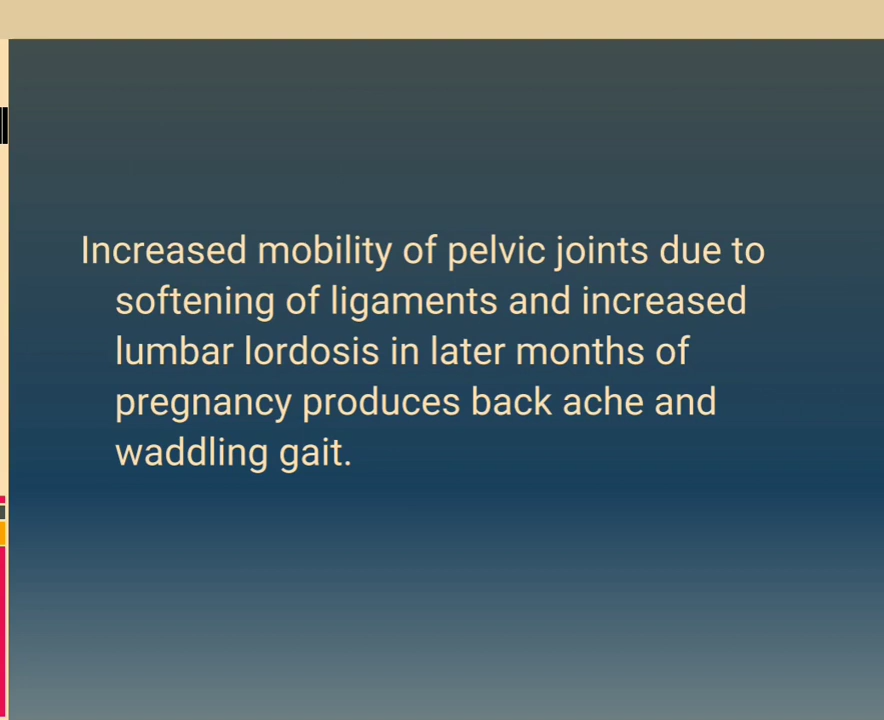 Increased mobility of pelvic joints due to
softening of ligaments and increased
lumbar lordosis in later months of
pregnancy produces back ache and
waddling gait.